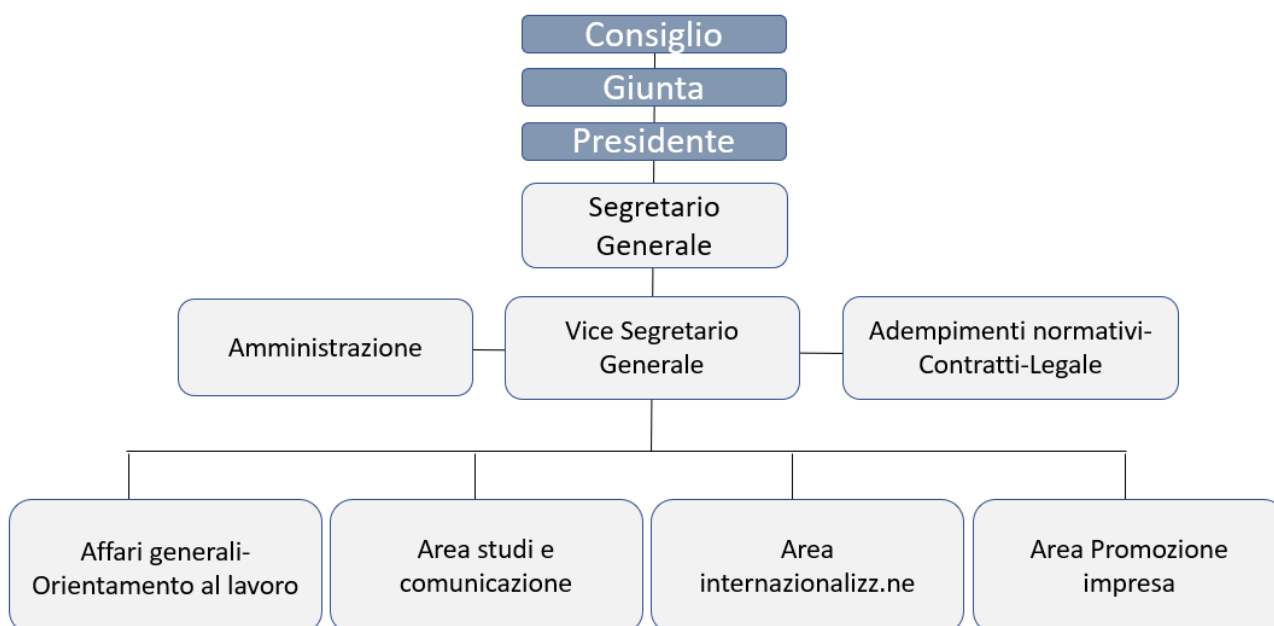 Consiglio
Giunta
Presidente
Segretario
Generale
Amministrazione
Vice Segretario
Generale
Adempimenti normativi-
Contratti-Legale
Affari generali-
Orientamento al lavoro
Area studi e
comunicazione
Area
internazionalizz.ne
Area Promozione
impresa